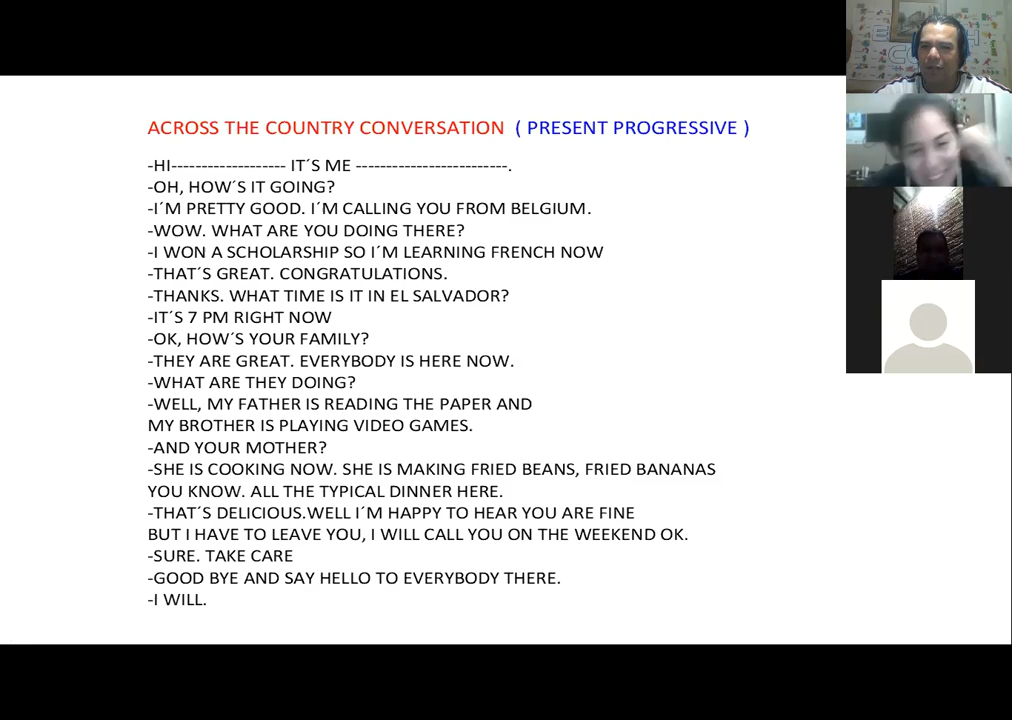 ACROSS THE COUNTRY CONVERSATION ( PRESENT PROGRESSIVE )
-HI------------------- IT´S ME -------------------------.
-OH, HOW´S IT GOING?
-I´M PRETTY GOOD. I´M CALLING YOU FROM BELGIUM.
-WOW. WHAT ARE YOU DOING THERE?
-I WON A SCHOLARSHIP SO I´M LEARNING FRENCH NOW
-THAT´S GREAT. CONGRATULATIONS.
-THANKS. WHAT TIME IS IT IN EL SALVADOR?
-IT´S 7 PM RIGHT NOW
-OK, HOW´S YOUR FAMILY?
-THEY ARE GREAT. EVERYBODY IS HERE NOW.
-WHAT ARE THEY DOING?
-WELL, MY FATHER IS READING THE PAPER AND
MY BROTHER IS PLAYING VIDEO GAMES.
-AND YOUR MOTHER?
-SHE IS COOKING NOW. SHE IS MAKING FRIED BEANS, FRIED BANANAS
YOU KNOW. ALL THE TYPICAL DINNER HERE.
-THAT´S DELICIOUS.WELL I´M HAPPY TO HEAR YOU ARE FINE
BUT I HAVE TO LEAVE YOU, I WILL CALL YOU ON THE WEEKEND OK.
-SURE. TAKE CARE
-GOOD BYE AND SAY HELLO TO EVERYBODY THERE.
-I WILL.